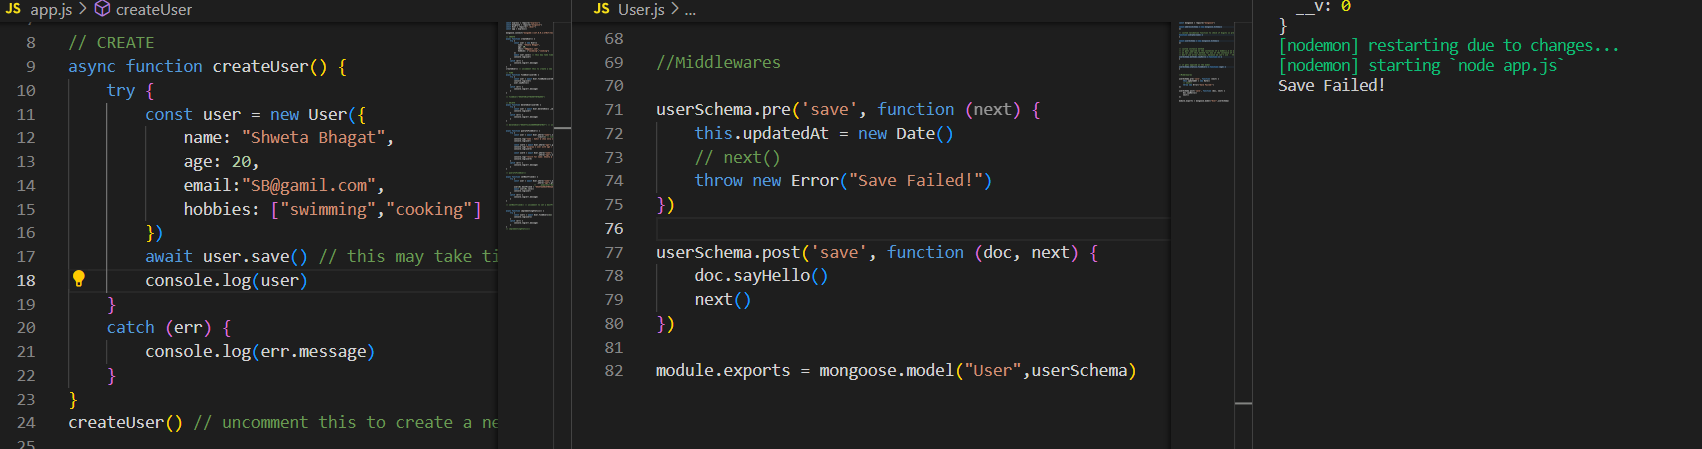 app.js > createUser
8 // CREATE
9 async function createUser() {
10 try {
11 const user = new User({
12 name: "Shweta Bhagat",
13 age: 20,
14 email:"SB@gamil.com",
15 hobbies: ["swimming","cooking"]
16 })
17 await user.save() // this may take ti
18 console.log(user)
19 }
20 catch (err) {
21 console.log(err.message)
22 }
23 }
24 createUser() // uncomment this to create a ne
25
JS User.js > ...
68
69 //Middlewares
70
71 userSchema.pre('save', function (next) {
72 this.updatedAt = new Date()
73 // next()
74 throw new Error("Save Failed!")
75 })
76
77 userSchema.post('save', function (doc, next) {
78 doc.sayHello()
79 next()
80 })
81
82 module.exports = mongoose.model("User",userSchema)
__v: 0
}
[nodemon] restarting due to changes...
[nodemon] starting `node app.js`
Save Failed!